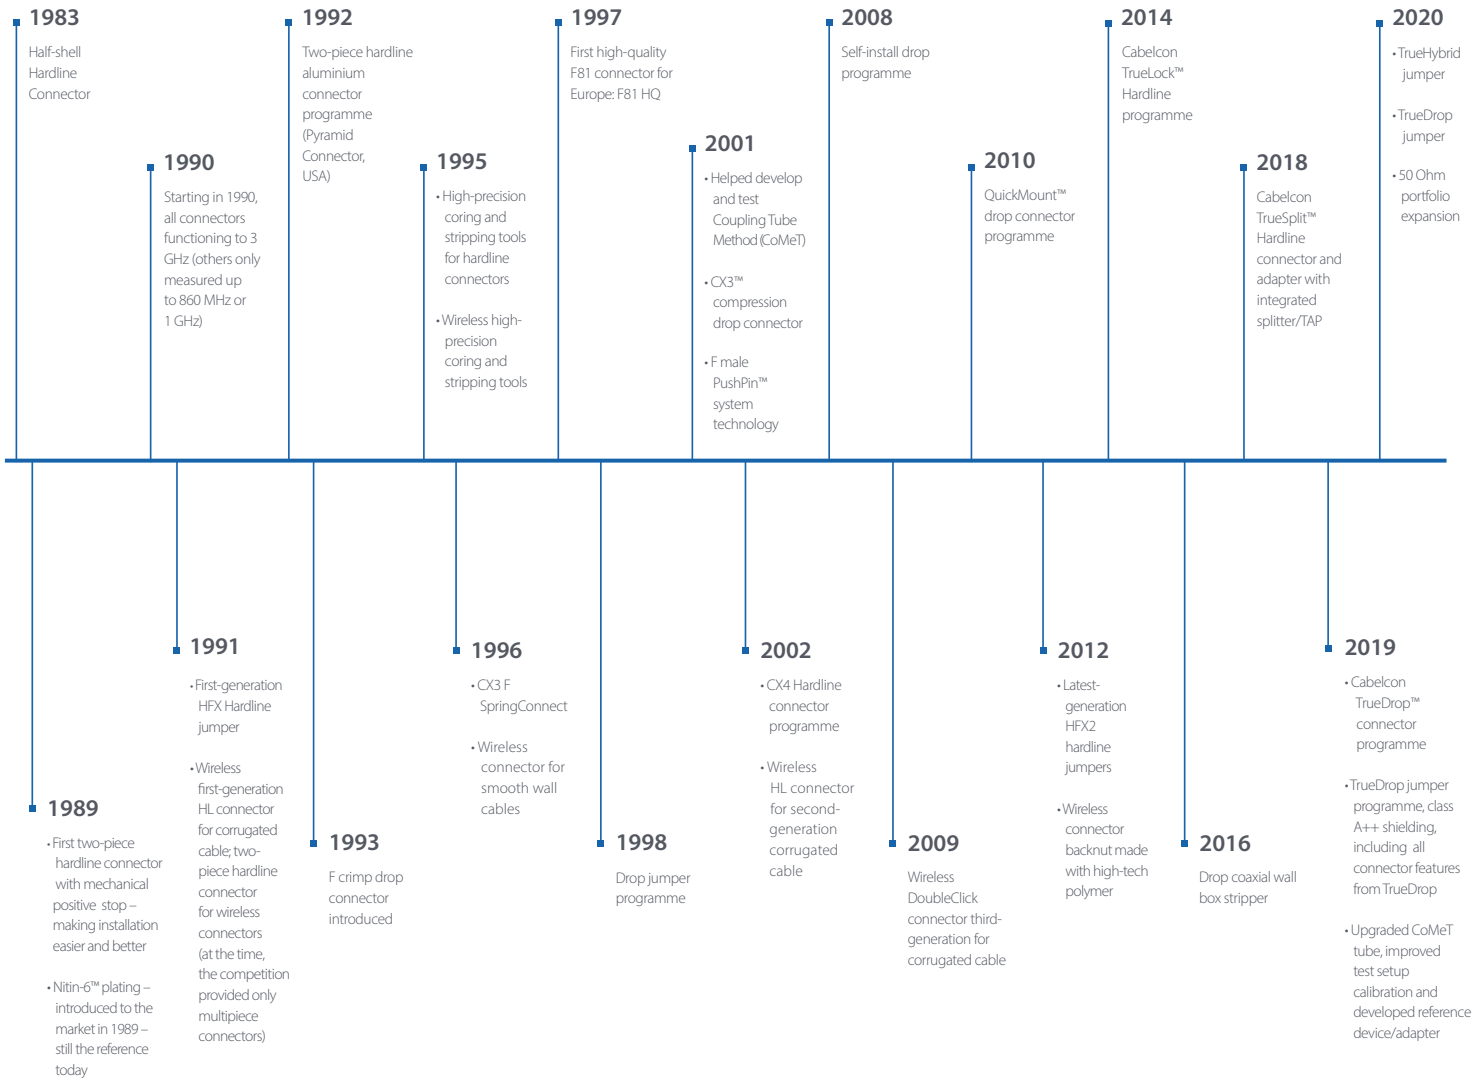 1983
Half-shell
Hardline
Connector
1990
Starting in 1990,
all connectors
functioning to 3
GHz (others only
measured up
to 860 MHz or
1 GHz)
1992
Two-piece hardline
aluminium
connector
programme
(Pyramid
Connector,
USA)
1995
• High-precision
coring and
stripping tools
for hardline
connectors
• Wireless high-
precision
coring and
stripping tools
1997
First high-quality
F81 connector for
Europe: F81 HQ
2001
• Helped develop
and test
Coupling Tube
Method (CoMeT)
• CX3™
compression
drop connector
• F male
PushPin™
system
technology
2008
Self-install drop
programme
2010
QuickMount™
drop connector
programme
2014
Cabelcon
TrueLock™
Hardline
programme
2018
Cabelcon
TrueSplit™
Hardline
connector and
adapter with
integrated
splitter/TAP
2020
• TrueHybrid
jumper
• TrueDrop
jumper
• 50 Ohm
portfolio
expansion
1989
• First two-piece
hardline connector
with mechanical
positive stop –
making installation
easier and better
• Nitin-6™ plating –
introduced to the
market in 1989 –
still the reference
today
1991
• First-generation
HFX Hardline
jumper
• Wireless
first-generation
HL connector
for corrugated
cable; two-
piece hardline
connector
for wireless
connectors
(at the time,
the competition
provided only
multipiece
connectors)
1993
F crimp drop
connector
introduced
1996
• CX3 F
SpringConnect
• Wireless
connector for
smooth wall
cables
1998
Drop jumper
programme
2002
• CX4 Hardline
connector
programme
• Wireless
HL connector
for second-
generation
corrugated
cable
2009
Wireless
DoubleClick
connector third-
generation for
corrugated cable
2012
• Latest-
generation
HFX2
hardline
jumpers
• Wireless
connector
backnut made
with high-tech
polymer
2016
Drop coaxial wall
box stripper
2019
• Cabelcon
TrueDrop™
connector
programme
• TrueDrop jumper
programme, class
A++ shielding,
including all
connector features
from TrueDrop
• Upgraded CoMeT
tube, improved
test setup
calibration and
developed reference
device/adapter